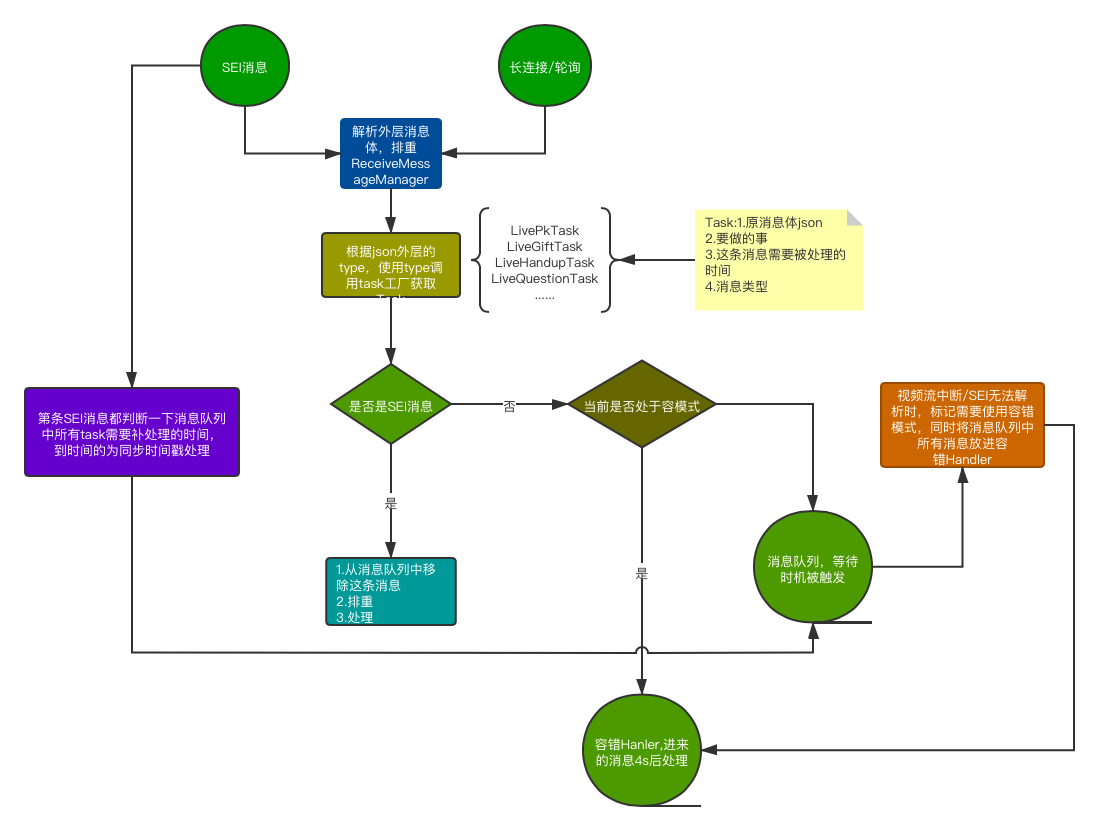 SEI消息
长连接/轮询
解析外层消息
体，排重
ReceiveMess
ageManager
根据json外层的
type，使用type调
用task工厂获取
LivePkTask
LiveGiftTask
LiveHandupTask
LiveQuestionTask
......
Task:1.原消息体json
2.要做的事
3.这条消息需要被处理的
时间
4.消息类型
第条SEI消息都判断一下消息队列
中所有task需要补处理的时间，
到时间的为同步时间戳处理
是否是SEI消息
否
当前是否处于容模式
视频流中断/SEI无法解
析时，标记需要使用容错
模式，同时将消息队列中
所有消息放进容
错Handler
是
1.从消息队列中移
除这条消息
2.排重
3.处理
是
消息队列，等待
时机被触发
容错Hanler,进来
的消息4s后处理